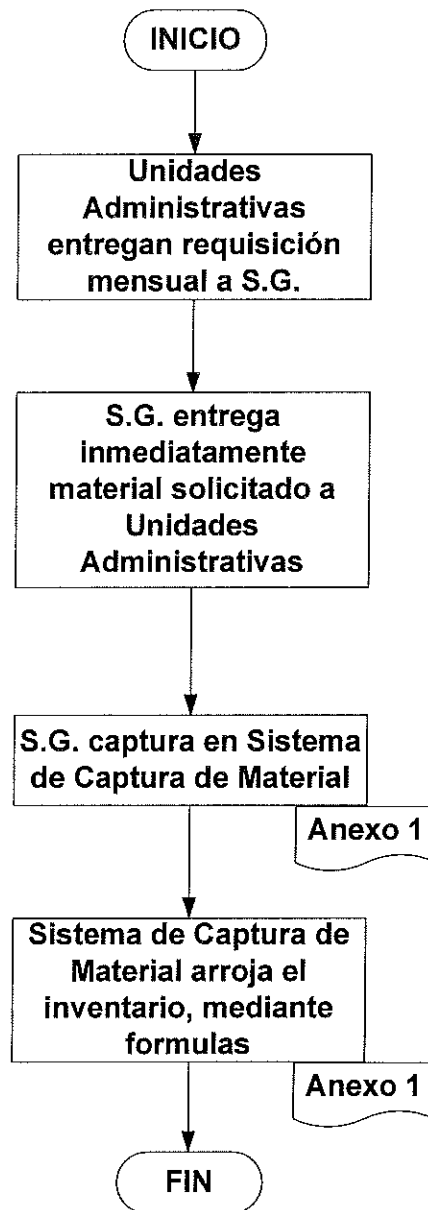 INICIO
Unidades
Administrativas
entregan requisición
mensual a S.G.
S.G. entrega
inmediatamente
material solicitado a
Unidades
Administrativas
S.G. captura en Sistema
de Captura de Material
Anexo 1
Sistema de Captura de
Material arroja el
inventario, mediante
formulas
Anexo 1
FIN